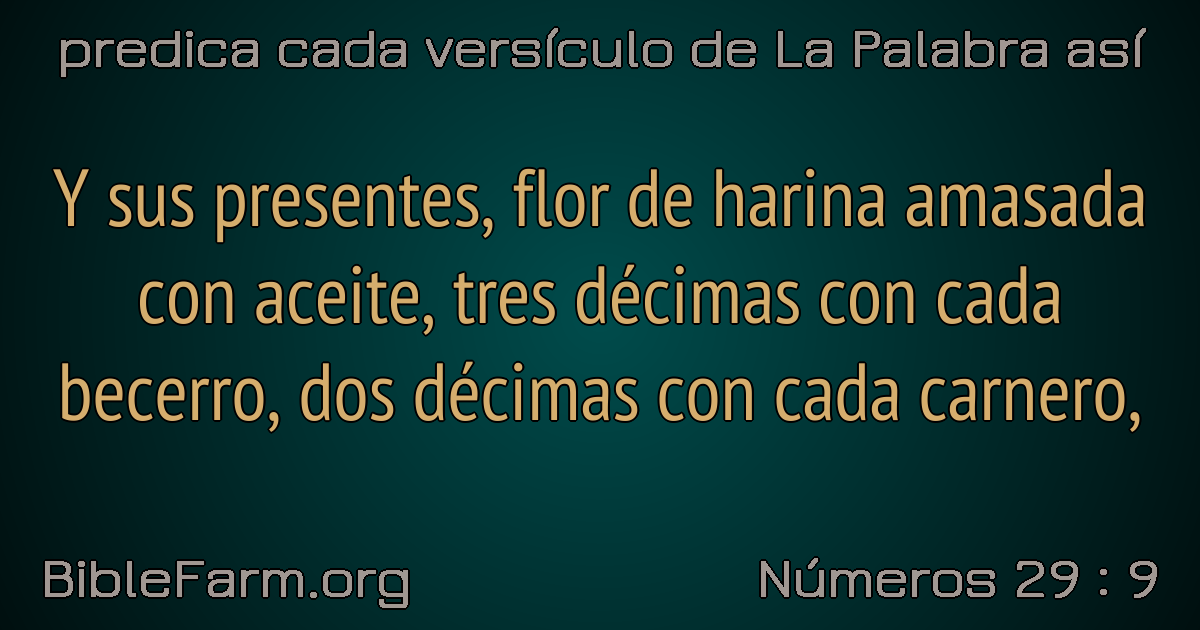 predica cada versículo de La Palabra así
Y sus presentes, flor de harina amasada
con aceite, tres décimas con cada
becerro, dos décimas con cada carnero,
BibleFarm.org
Números 29 : 9